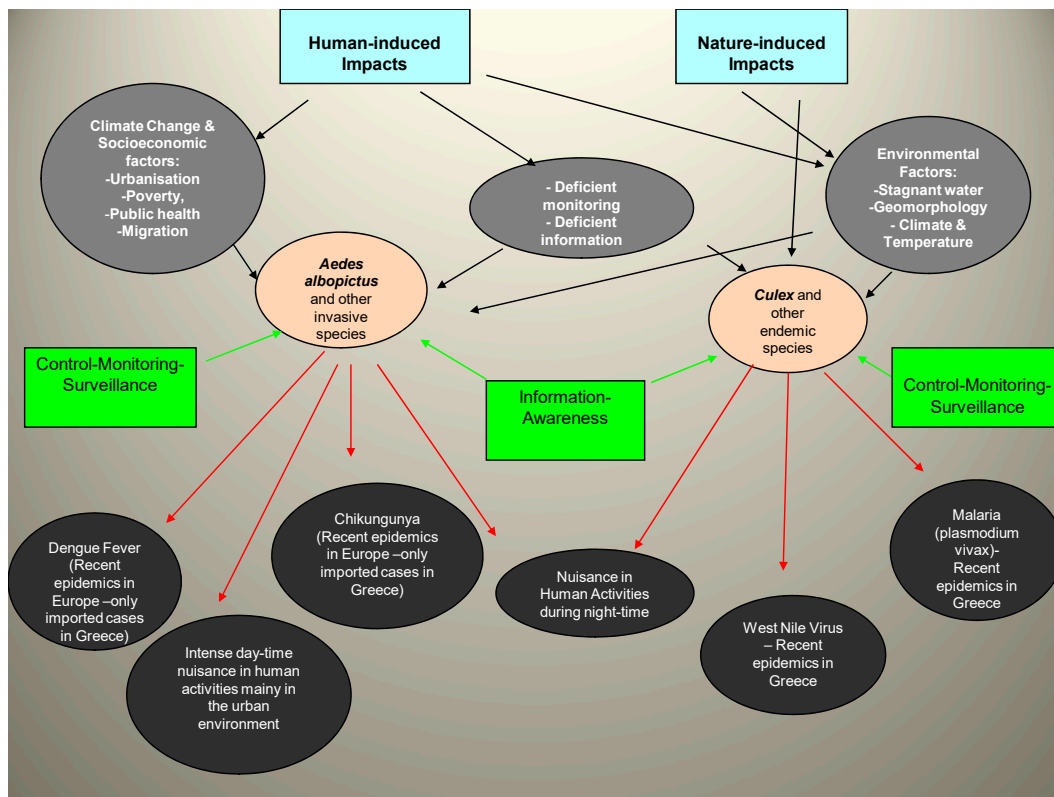 Human-induced
Impacts
Nature-induced
Impacts
Climate Change &
Socioeconomic
factors:
-Urbanisation
-Poverty,
-Public health
-Migration
- Deficient
monitoring
- Deficient
information
Environmental
Factors:
-Stagnant water
-Geomorphology
- Climate &
Temperature
Aedes
albopictus
and other
invasive
species
Culex and
other
endemic
species
Control-Monitoring-
Surveillance
Information-
Awareness
Control-Monitoring-
Surveillance
Dengue Fever
(Recent
epidemics in
Europe –only
imported cases
in Greece)
Intense day-time
nuisance in human
activities mainy in
the urban
environment
Chikungunya
(Recent epidemics
in Europe –only
imported cases in
Greece)
Nuisance in
Human Activities
during night-time
West Nile Virus
– Recent
epidemics in
Greece
Malaria
(plasmodium
vivax)-
Recent
epidemics in
Greece